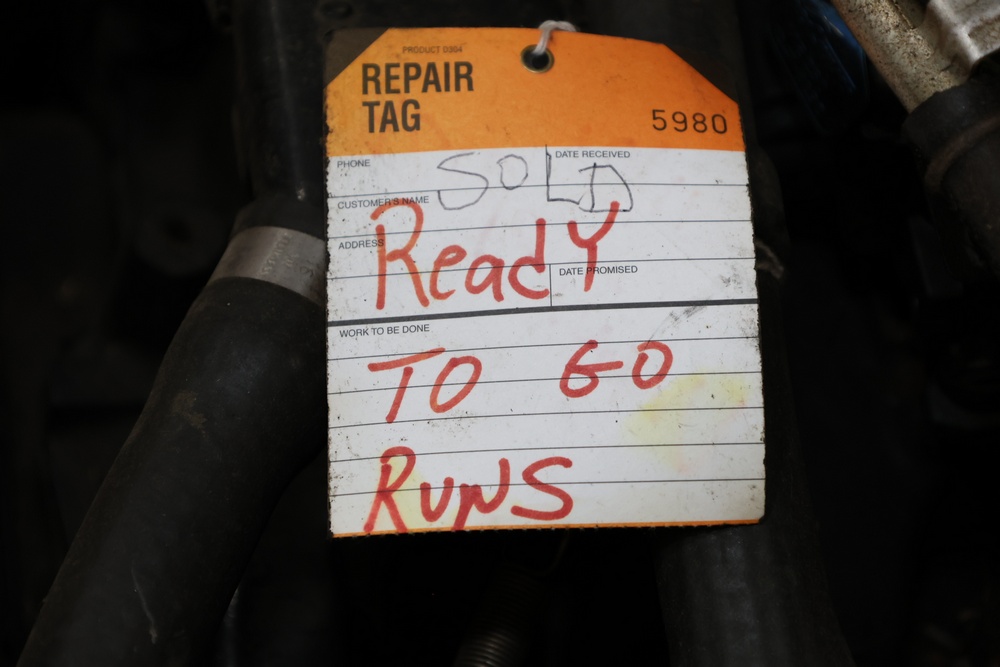 PRODUCT D304
REPAIR
TAG
5980
PHONE
DATE RECEIVED
SOLD
CUSTOMER'S NAME
ReadY
ADDRESS
DATE PROMISED
WORK TO BE DONE
TO GO
RUNS